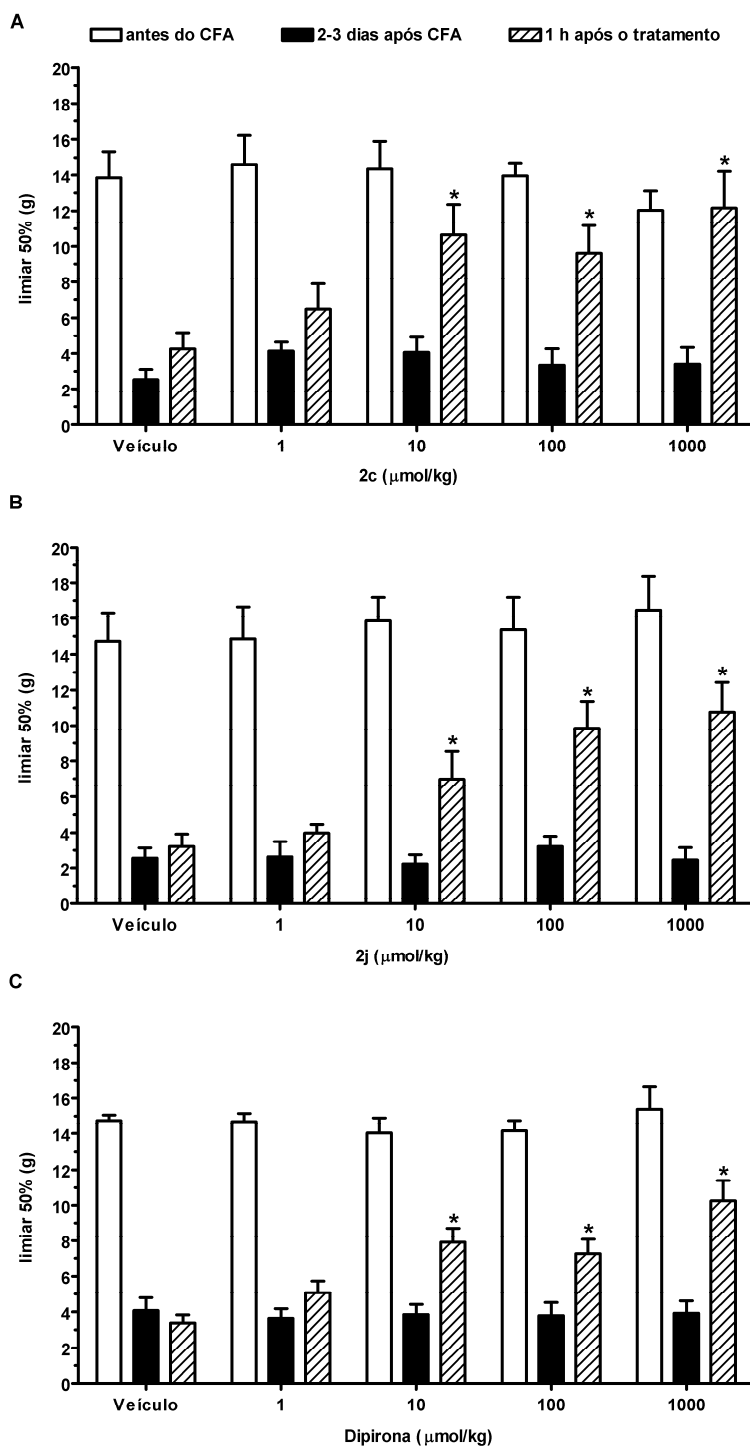 A
antes do CFA 2-3 dias após CFA 1 h após o tratamento
20
18
16
14
12
10
8
6
4
2
0
limiar 50% (g)
* * *
Veículo 1 10 100 1000
2c (μmol/kg)
B
20
18
16
14
12
10
8
6
4
2
0
limiar 50% (g)
* * *
Veículo 1 10 100 1000
2j (μmol/kg)
C
20
18
16
14
12
10
8
6
4
2
0
limiar 50% (g)
* * *
Veículo 1 10 100 1000
Dipirona (μmol/kg)